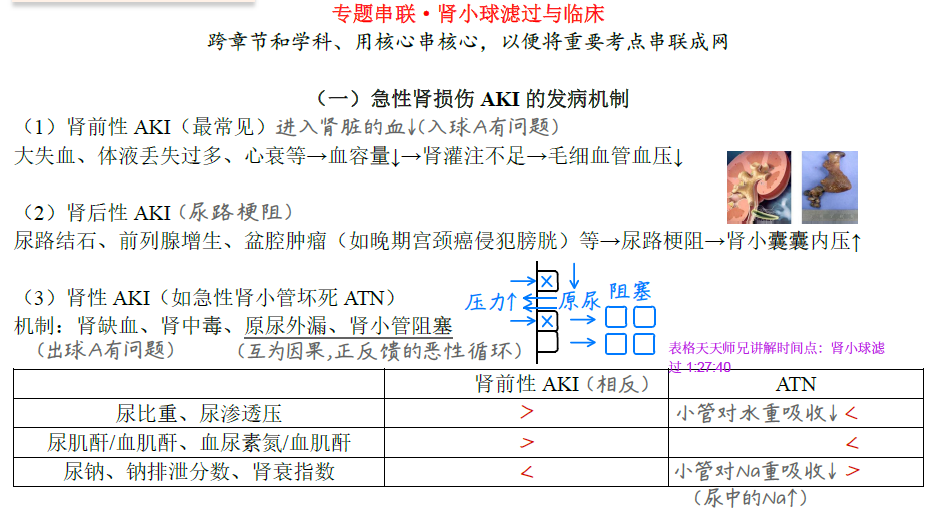 专题串联·肾小球滤过与临床
跨章节和学科、用核心串核心，以便将重要考点串联成网
（一）急性肾损伤 AKI 的发病机制
（1）肾前性 AKI（最常见）进入肾脏的血↓(入球A有问题)
大失血、体液丢失过多、心衰等→血容量↓→肾灌注不足→毛细血管血压↓
（2）肾后性 AKI（尿路梗阻）
尿路结石、前列腺增生、盆腔肿瘤（如晚期宫颈癌侵犯膀胱）等→尿路梗阻→肾小囊囊内压↑
（3）肾性 AKI（如急性肾小管坏死 ATN）
压力↑ 原尿 阻塞
机制：肾缺血、肾中毒、原尿外漏、肾小管阻塞
(出球A有问题) (互为因果,正反馈的恶性循环)
表格天天师兄讲解时间点：肾小球滤
过 1:27:40
肾前性 AKI（相反） ATN
尿比重、尿渗透压 > 小管对水重吸收↓ <
尿肌酐/血肌酐、血尿素氮/血肌酐 > <
尿钠、钠排泄分数、肾衰指数 < 小管对Na重吸收↓ >
(尿中的Na↑)